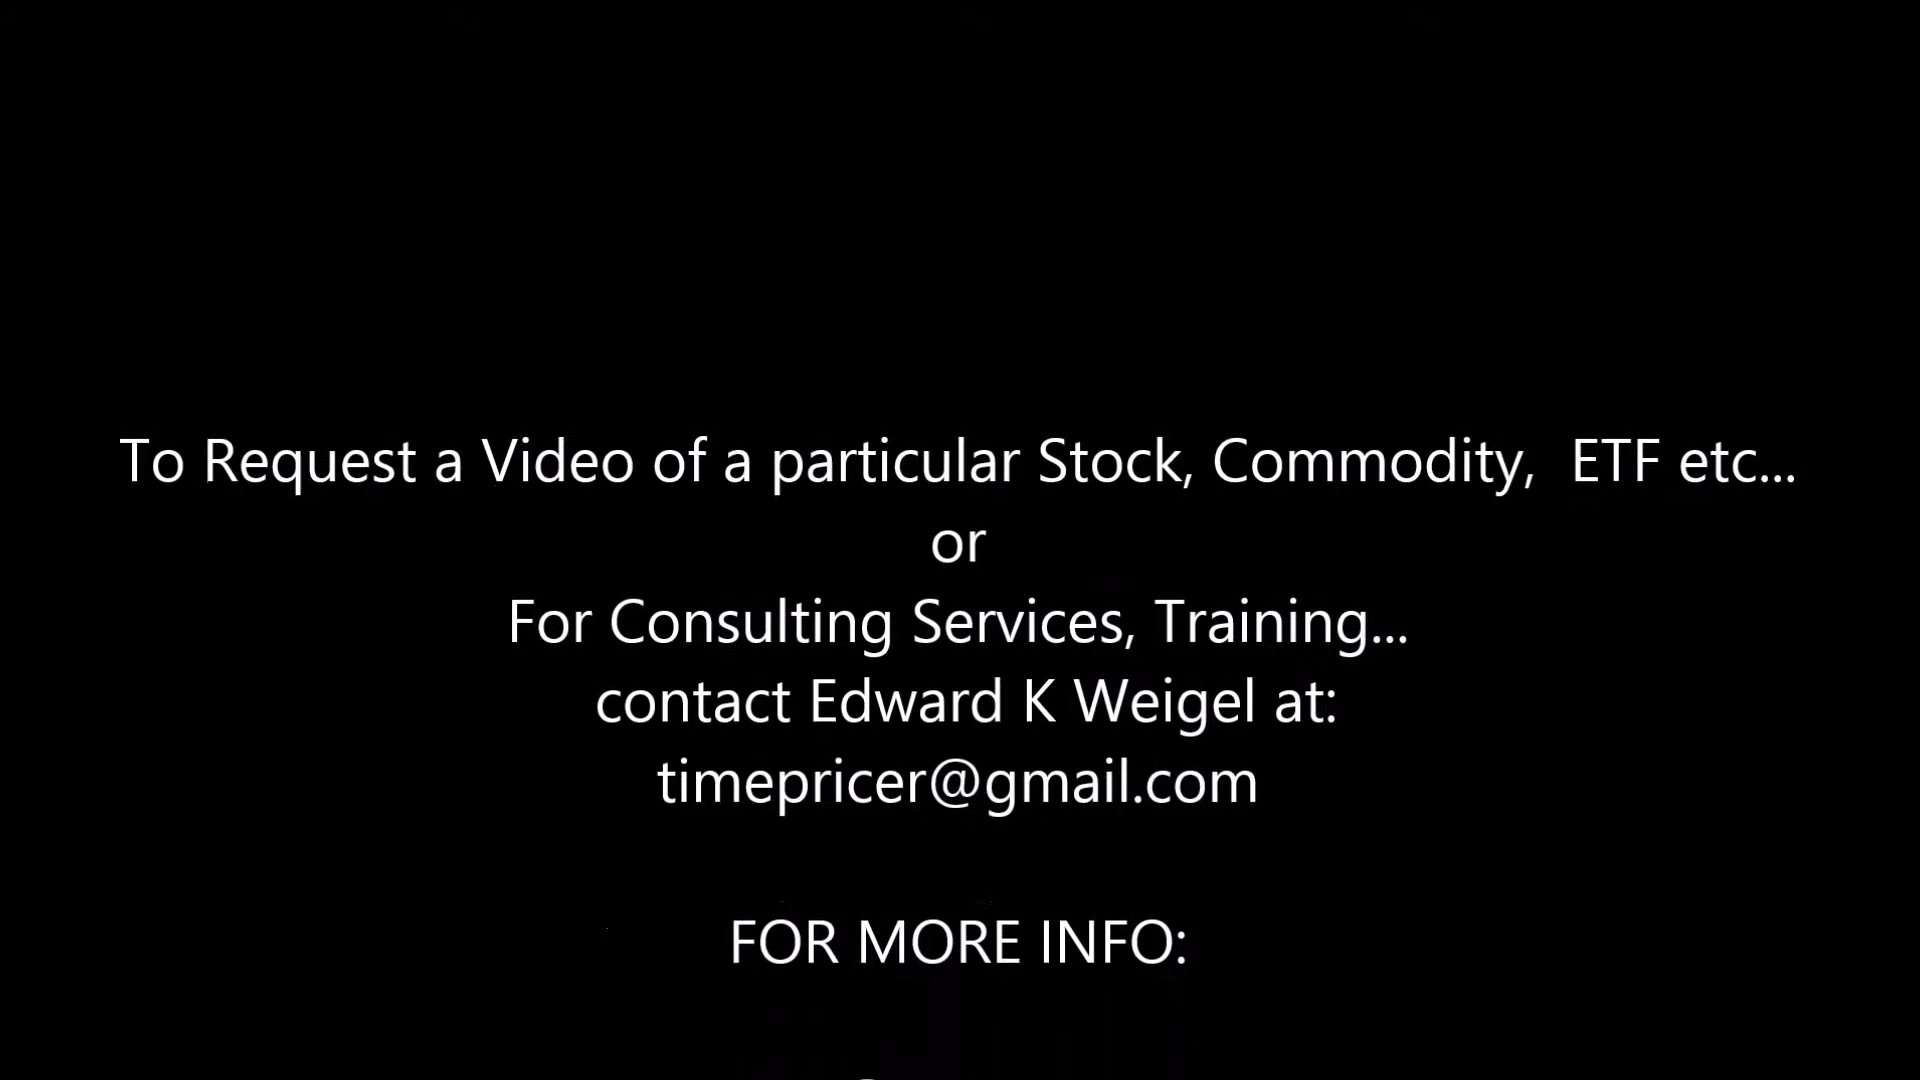 To Request a Video of a particular Stock, Commodity,  ETF etc...
or
For Consulting Services, Training...
contact Edward K Weigel at:
timepricer@gmail.com
FOR MORE INFO: